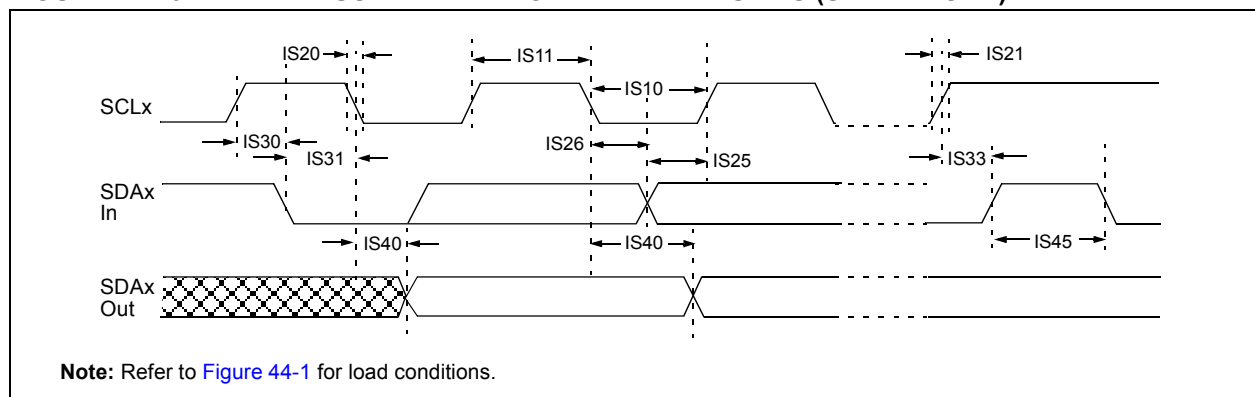 IS20
IS11
IS21
IS10
SCLx
IS30
IS26
IS31
IS25
IS33
SDAx
In
IS40
IS40
IS45
SDAx
Out
Note: Refer to Figure 44-1 for load conditions.